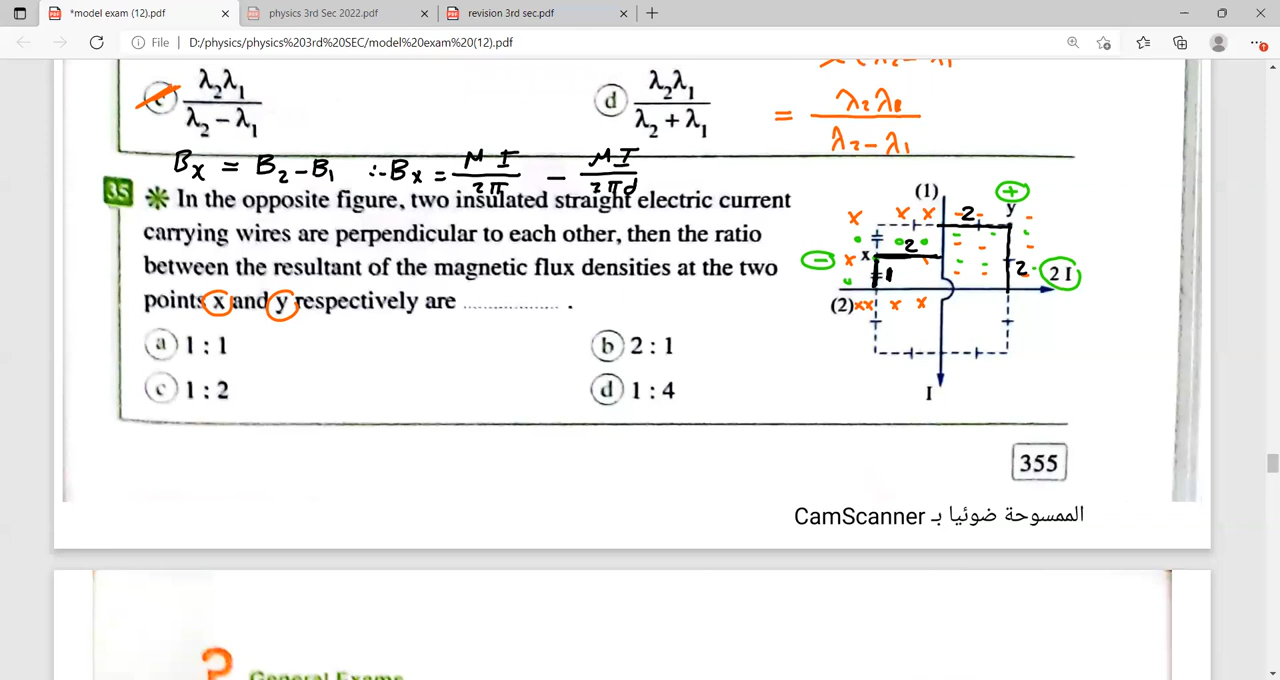 *model exam (12).pdf
physics 3rd Sec 2022.pdf
revision 3rd sec.pdf
File
D:/physics/physics%203rd%20SEC/model%20exam%20(12).pdf
c λ₂λ₁ / λ₂ − λ₁
d λ₂λ₁ / λ₂ + λ₁
= λ₂λ₁ / λ₂ − λ₁
Bx = B₂ − B₁ ∴ Bx = μI / 2π − μI / 2πd
35 In the opposite figure, two insulated straight electric current
carrying wires are perpendicular to each other, then the ratio
between the resultant of the magnetic flux densities at the two
points x and y respectively are .................... .
a 1 : 1
b 2 : 1
c 1 : 2
d 1 : 4
(1)
+
y
2
2
x
−
1
2
2 I
(2)
I
355
الممسوحة ضوئيا بـ CamScanner
?
General Exams